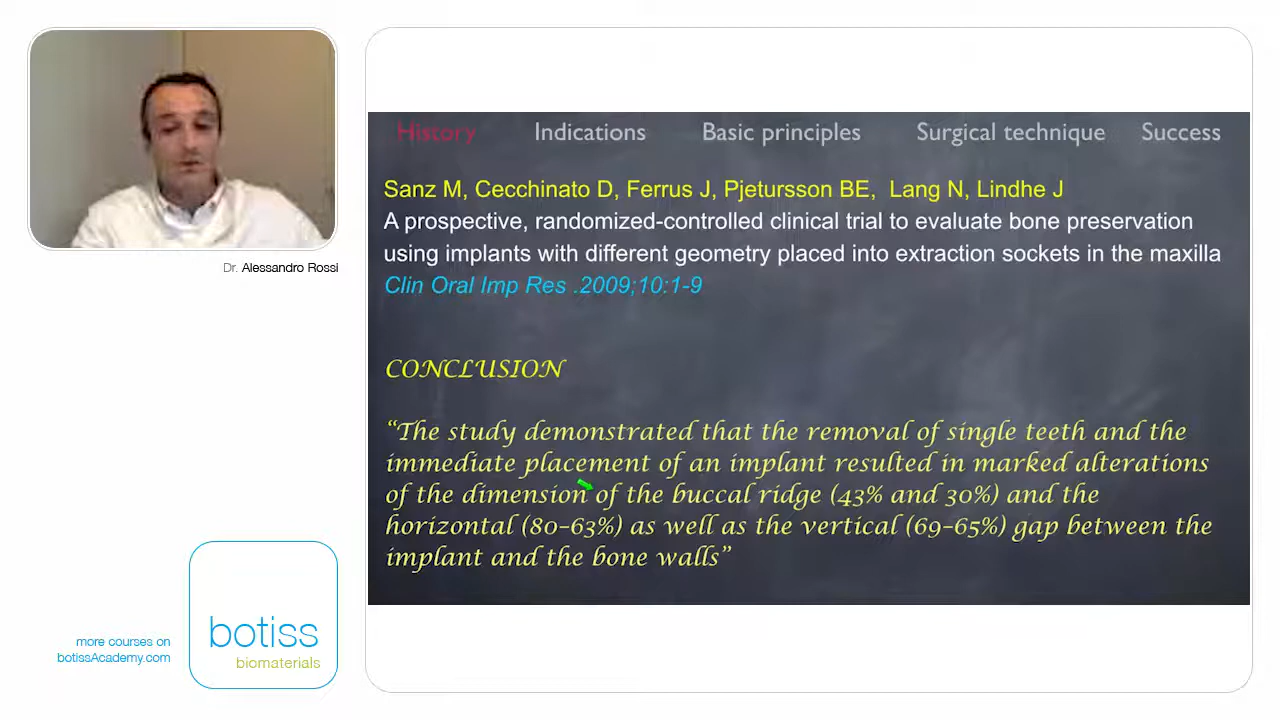 Dr. Alessandro Rossi
History Indications Basic principles Surgical technique Success
Sanz M, Cecchinato D, Ferrus J, Pjetursson BE, Lang N, Lindhe J
A prospective, randomized-controlled clinical trial to evaluate bone preservation
using implants with different geometry placed into extraction sockets in the maxilla
Clin Oral Imp Res .2009;10:1-9
CONCLUSION
“The study demonstrated that the removal of single teeth and the
immediate placement of an implant resulted in marked alterations
of the dimension of the buccal ridge (43% and 30%) and the
horizontal (80–63%) as well as the vertical (69–65%) gap between the
implant and the bone walls”
more courses on
botissAcademy.com
botiss
biomaterials